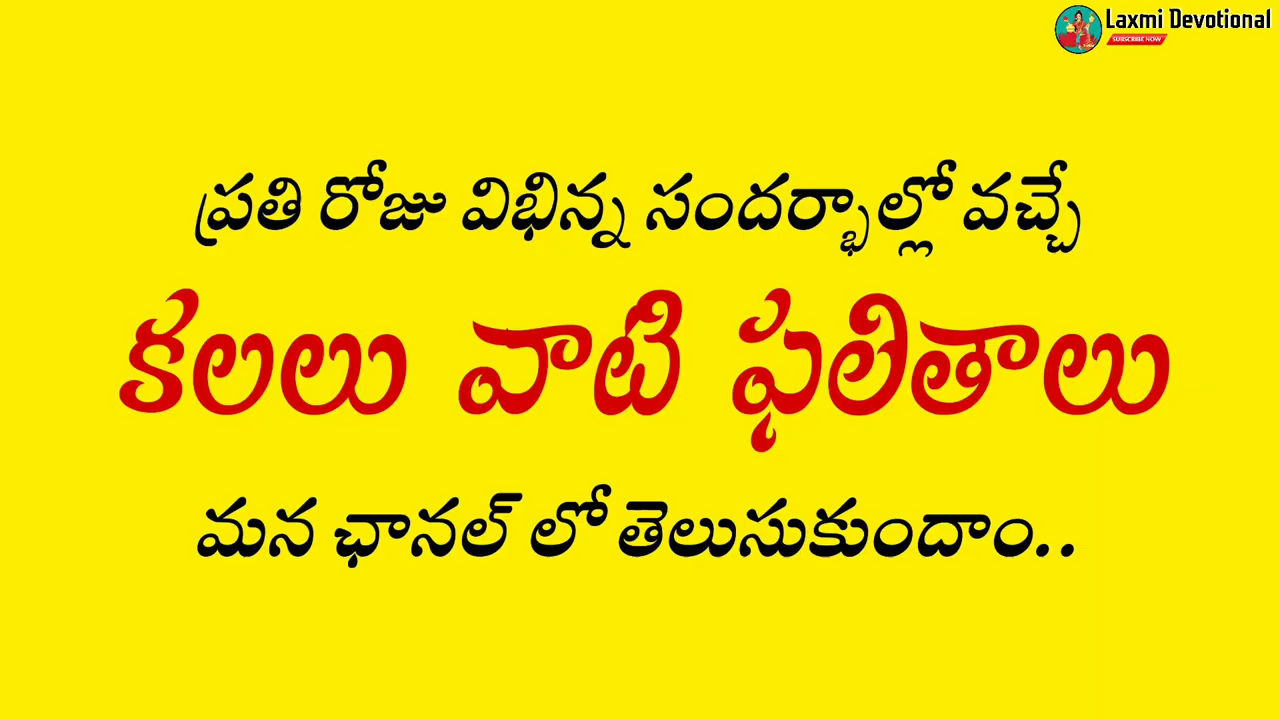 Laxmi Devotional
SUBSCRIBE NOW
ప్రతి రోజు విభిన్న సందర్భాల్లో వచ్చే
కలలు వాటి ఫలితాలు
మన ఛానల్ లో తెలుసుకుందాం..